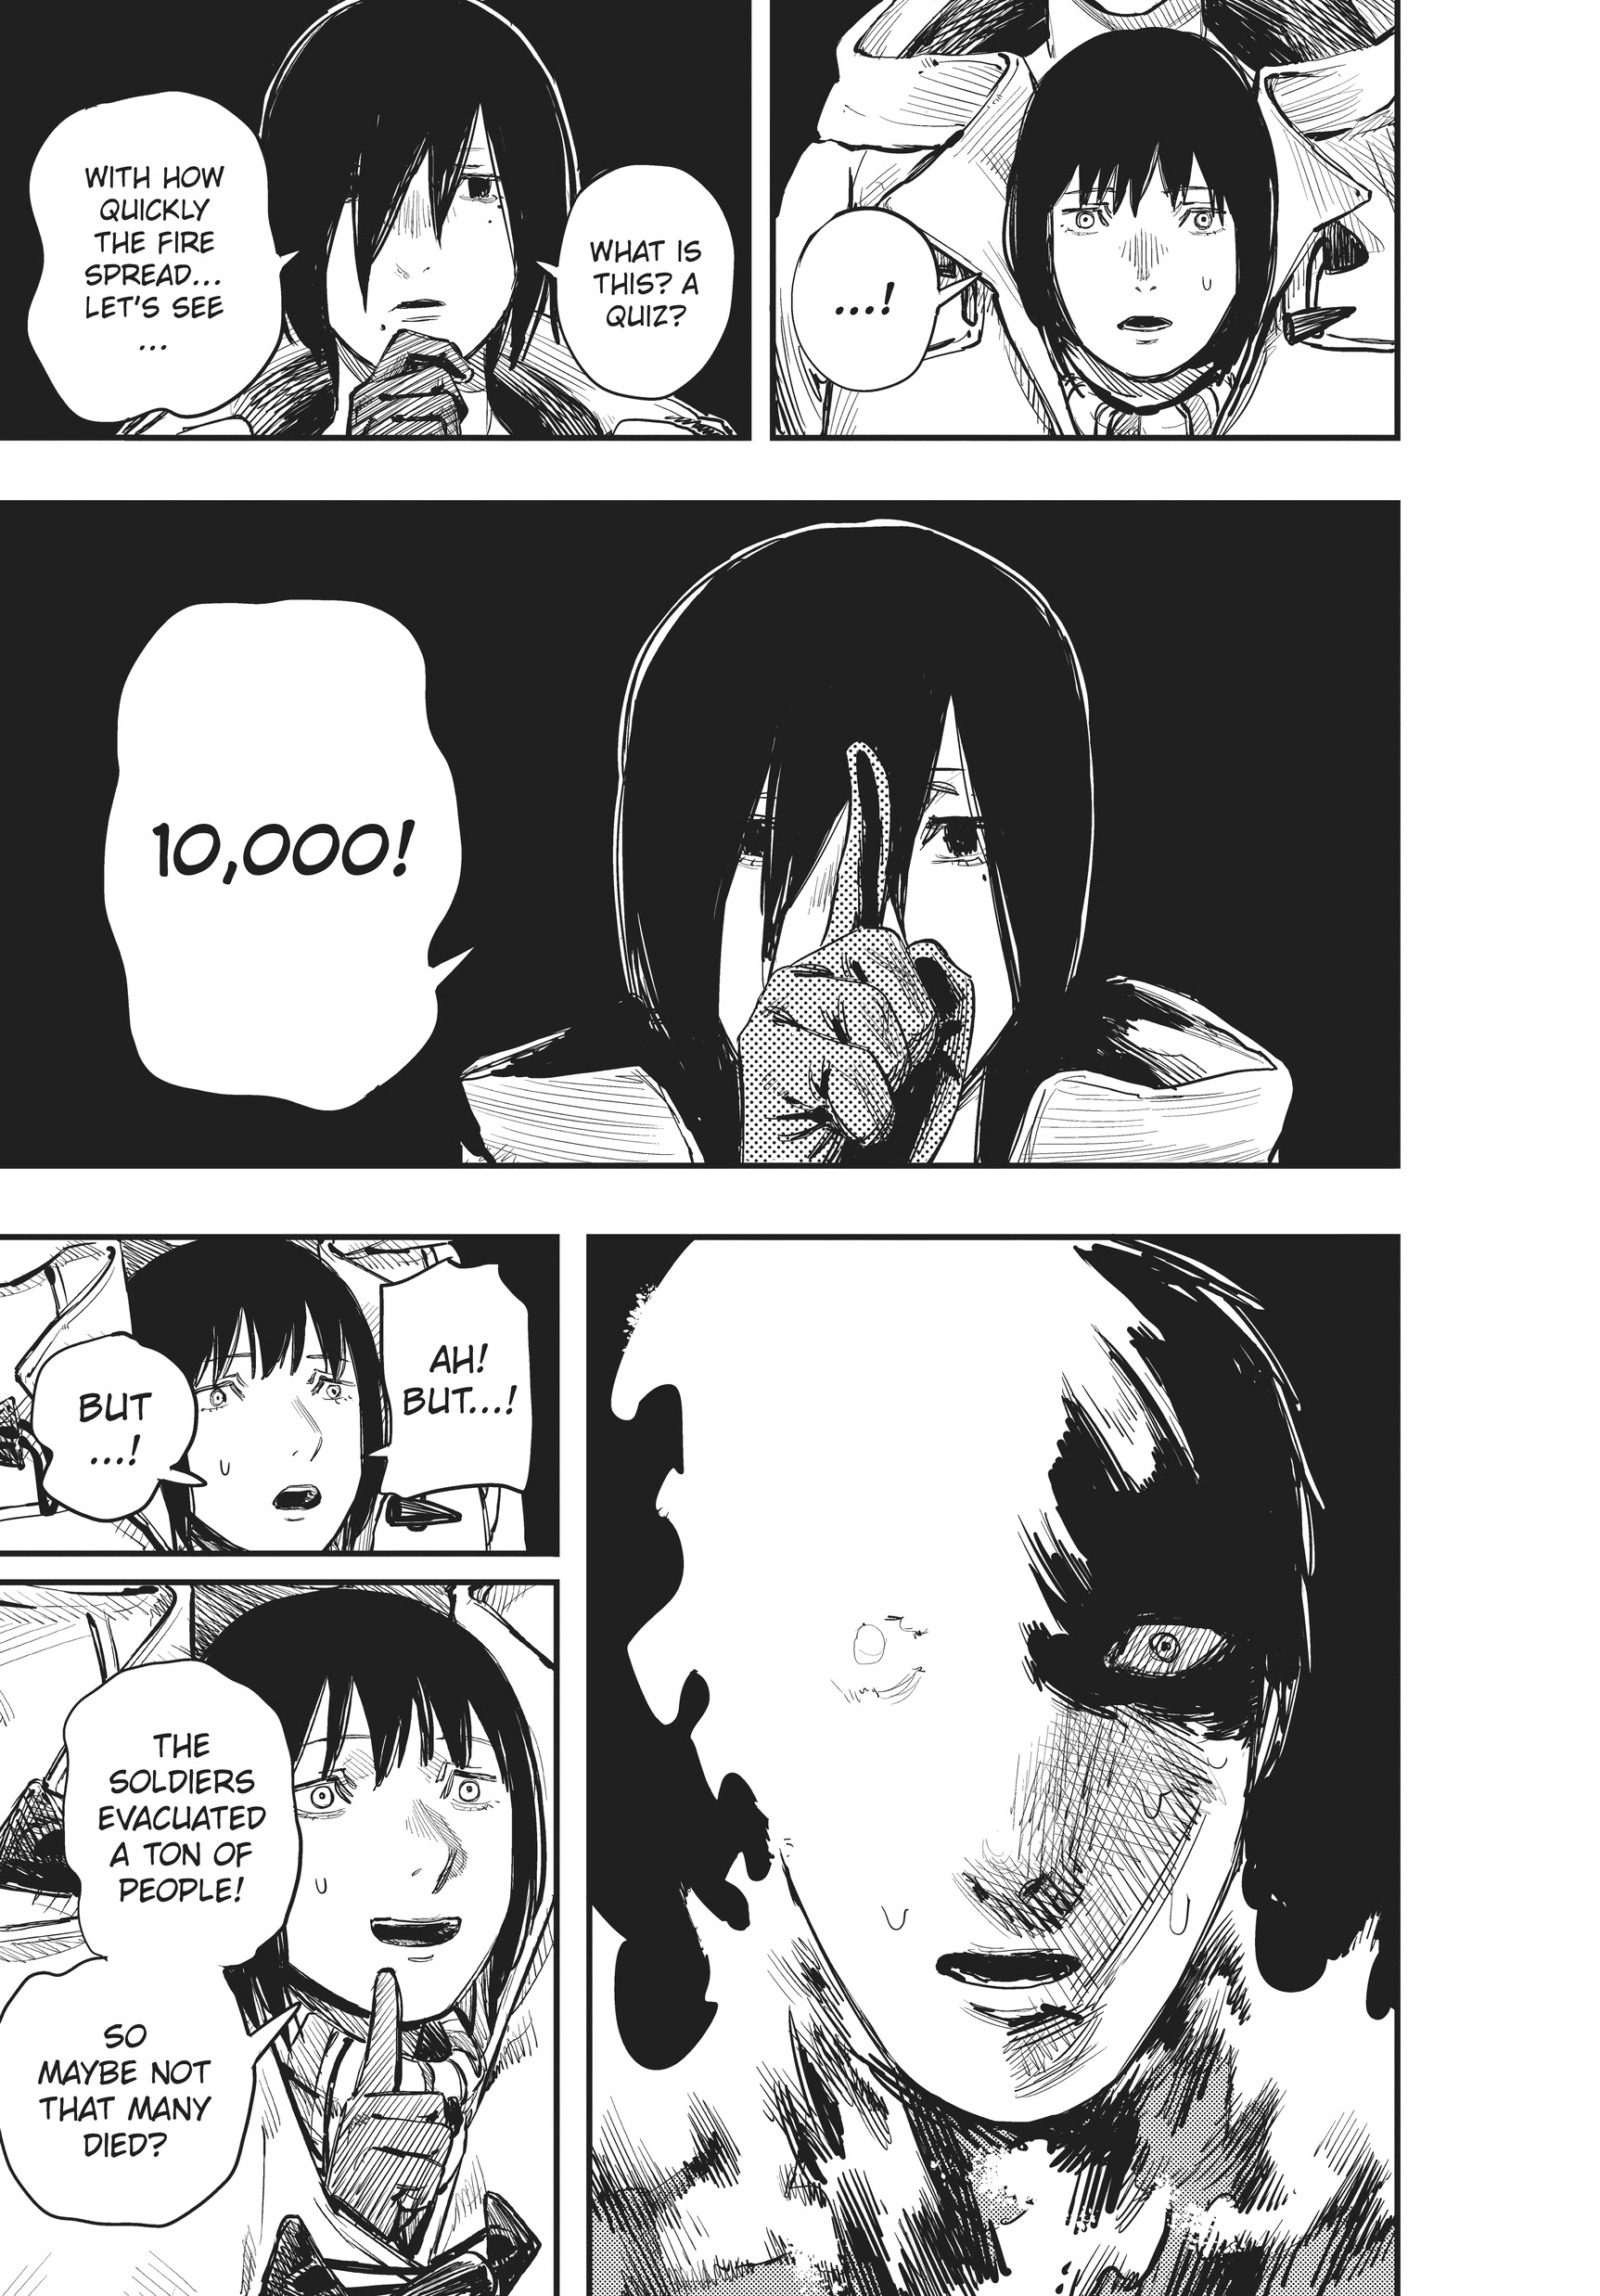 ...!
WHAT IS
THIS? A
QUIZ?
WITH HOW
QUICKLY
THE FIRE
SPREAD...
LET'S SEE
...
10,000!
AH!
BUT...!
BUT
...!
THE
SOLDIERS
EVACUATED
A TON OF
PEOPLE!
SO
MAYBE NOT
THAT MANY
DIED?